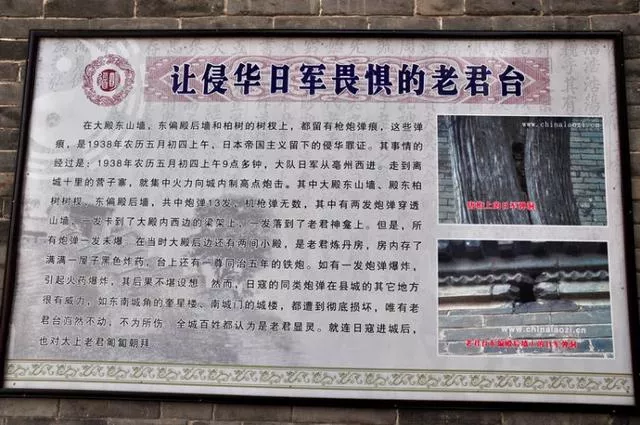 让侵华日军畏惧的老君台
在大殿东山墙，东偏殿后墙和柏树的树杈上，都留有枪炮弹痕，这些弹
痕，是1938年农历五月初四上午，日本帝国主义留下的侵华罪证。其事情的
经过是：1938年农历五月初四上午9点多钟，大队日军从亳州西进，走到离
城十里的营子寨，就集中火力向城内制高点炮击。其中大殿东山墙、殿东柏
树树杈、东偏殿后墙，共中炮弹13发，机枪弹无数，其中有两发炮弹穿透
山墙，一发卡到了大殿内西边的梁架上，一发落到了老君神龛上。但是，所
有炮弹一发未爆，在当时大殿后边还有两间小殿，是老君炼丹房，房内存了
满满一屋子黑色炸药，台上还有一尊同治五年的铁炮。如有一发炮弹爆炸，
引起火药爆炸，其后果不堪设想 然而，日寇的同类炮弹在县城的其它地方
很有威力，如东南城角的奎星楼、南城门的城楼，都遭到彻底损坏，唯有老
君台岿然不动，不为所伤 全城百姓都认为是老君显灵。就连日寇进城后，
也对太上老君匍匐朝拜
www.chinalaozi.cn
www.chinalaozi.cn